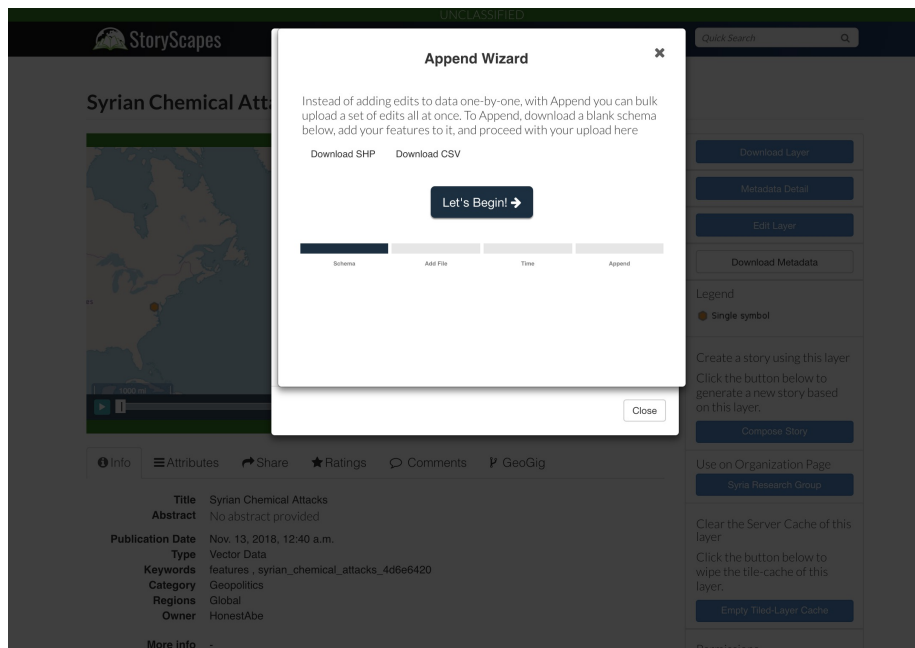 UNCLASSIFIED
StoryScapes
Quick Search
Syrian Chemical Att
Append Wizard
Instead of adding edits to data one-by-one, with Append you can bulk
upload a set of edits all at once. To Append, download a blank schema
below, add your features to it, and proceed with your upload here
Download SHP Download CSV
Let's Begin!
Schema Add File Time Append
Close
1000
Download Layer
Metadata Detail
Edit Layer
Download Metadata
Legend
Single symbol
Create a story using this layer
Click the button below to
generate a new story based
on this layer.
Compose Story
Use on Organization Page
Syria Research Group
Clear the Server Cache of this
layer
Click the button below to
wipe the tile-cache of this
layer.
Empty Tiled-Layer Cache
Info Attributes Share Ratings Comments GeoGig
Title Syrian Chemical Attacks
Abstract No abstract provided
Publication Date Nov. 13, 2018, 12:40 a.m.
Type Vector Data
Keywords features , syrian_chemical_attacks_4d6e6420
Category Geopolitics
Regions Global
Owner HonestAbe
More info -